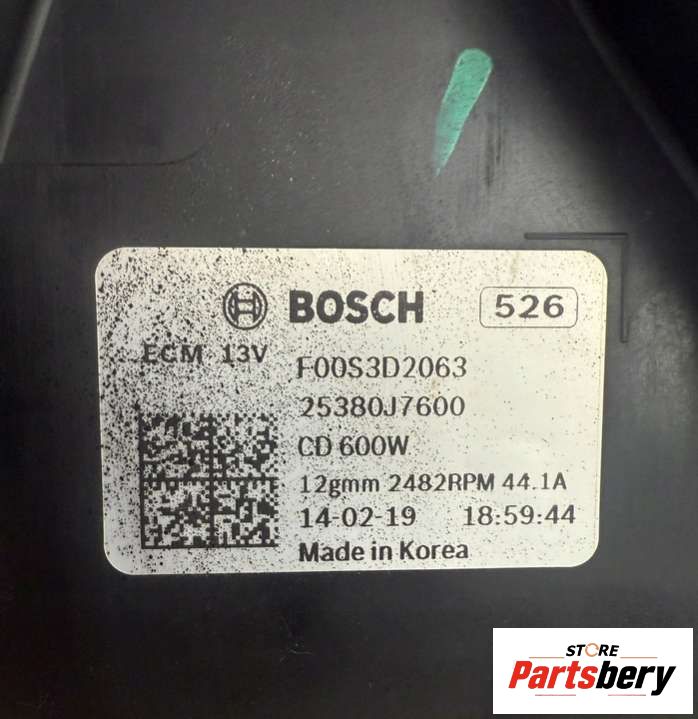 BOSCH 526
ECM 13V
F00S3D2063
25380J7600
CD 600W
12gmm 2482RPM 44.1A
14-02-19 18:59:44
Made in Korea
STORE
Partsbery